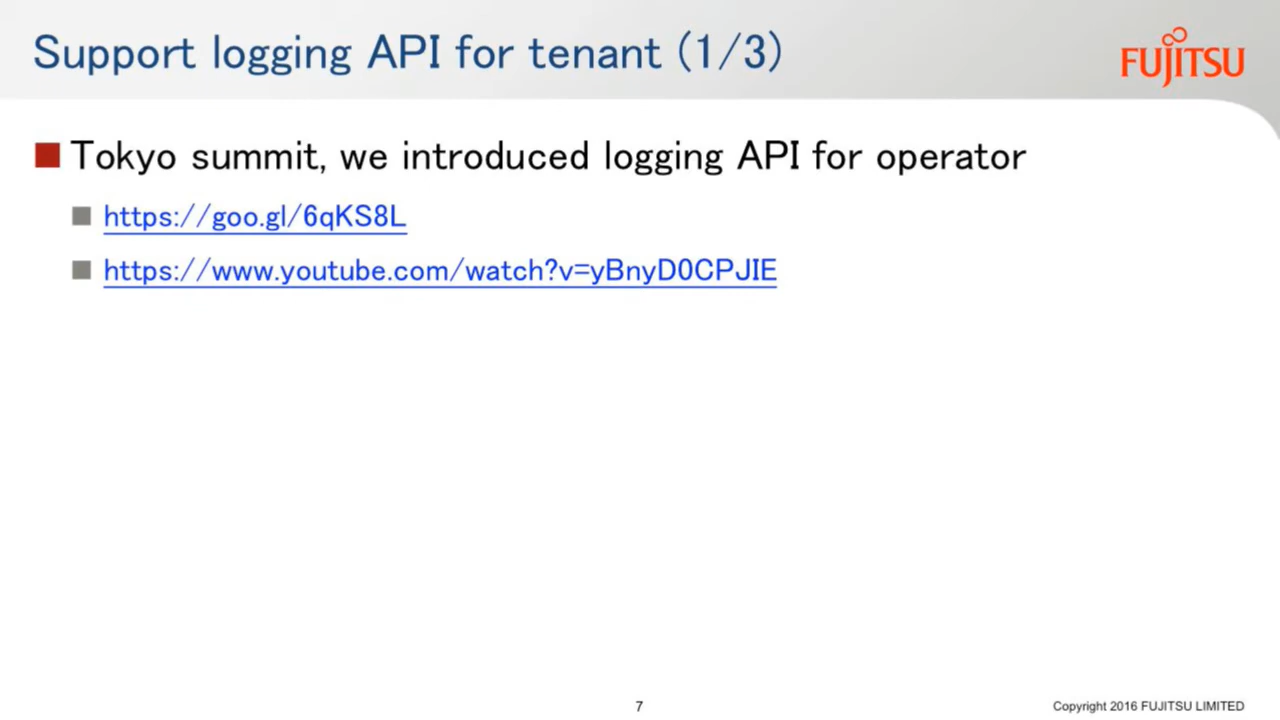 Support logging API for tenant (1/3)
FUJITSU
Tokyo summit, we introduced logging API for operator
https://goo.gl/6qKS8L
https://www.youtube.com/watch?v=yBnyD0CPJIE
7
Copyright 2016 FUJITSU LIMITED